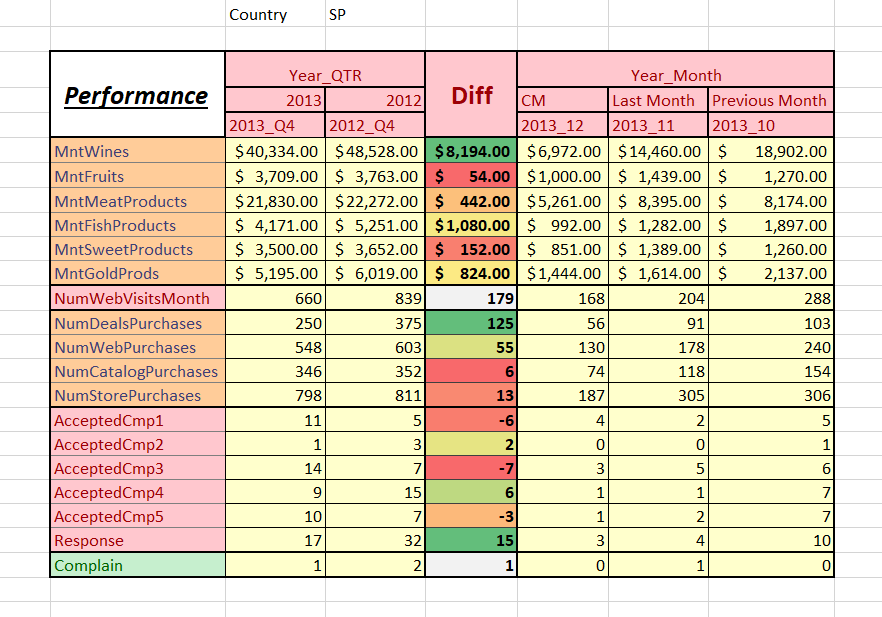 Country SP
Year_QTR Year_Month
Performance Diff
2013 2012 CM Last Month Previous Month
2013_Q4 2012_Q4 2013_12 2013_11 2013_10
MntWines $40,334.00 $48,528.00 $8,194.00 $6,972.00 $14,460.00 $ 18,902.00
MntFruits $ 3,709.00 $ 3,763.00 $ 54.00 $1,000.00 $ 1,439.00 $ 1,270.00
MntMeatProducts $21,830.00 $22,272.00 $ 442.00 $5,261.00 $ 8,395.00 $ 8,174.00
MntFishProducts $ 4,171.00 $ 5,251.00 $1,080.00 $ 992.00 $ 1,282.00 $ 1,897.00
MntSweetProducts $ 3,500.00 $ 3,652.00 $ 152.00 $ 851.00 $ 1,389.00 $ 1,260.00
MntGoldProds $ 5,195.00 $ 6,019.00 $ 824.00 $1,444.00 $ 1,614.00 $ 2,137.00
NumWebVisitsMonth 660 839 179 168 204 288
NumDealsPurchases 250 375 125 56 91 103
NumWebPurchases 548 603 55 130 178 240
NumCatalogPurchases 346 352 6 74 118 154
NumStorePurchases 798 811 13 187 305 306
AcceptedCmp1 11 5 -6 4 2 5
AcceptedCmp2 1 3 2 0 0 1
AcceptedCmp3 14 7 -7 3 5 6
AcceptedCmp4 9 15 6 1 1 7
AcceptedCmp5 10 7 -3 1 2 7
Response 17 32 15 3 4 10
Complain 1 2 1 0 1 0